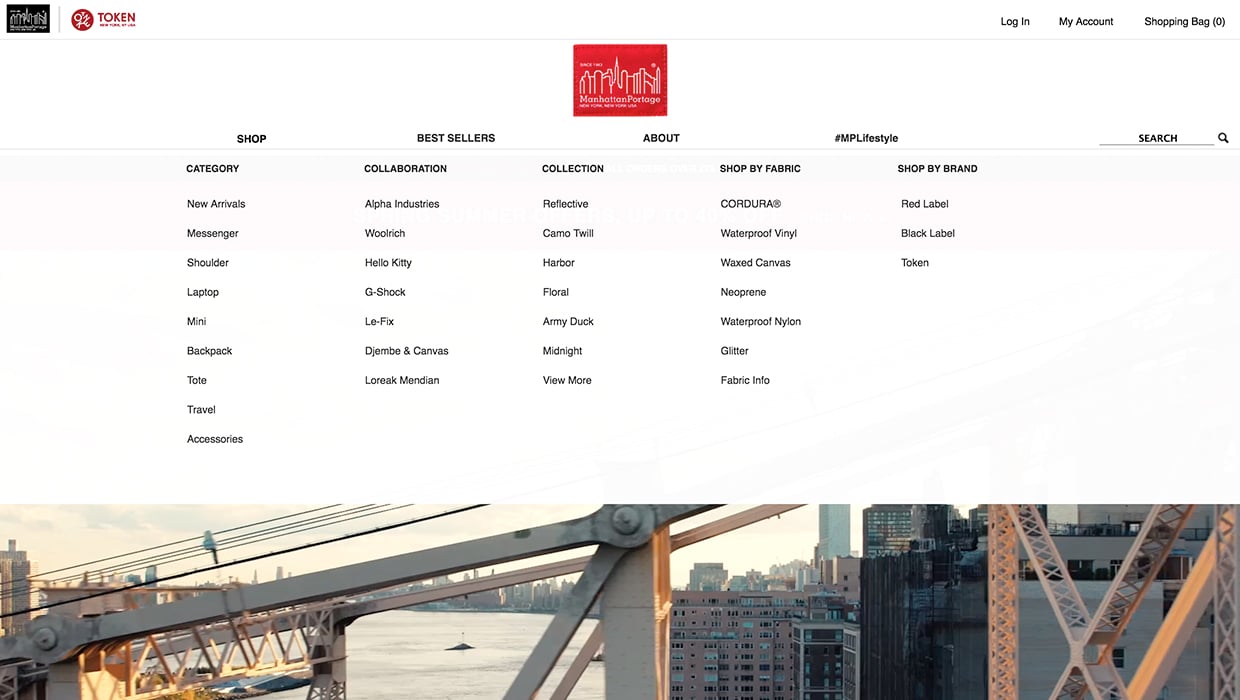 ManhattanPortage
TOKEN
NEW YORK, NY USA
Log In
My Account
Shopping Bag (0)
SINCE 1983
ManhattanPortage
NEW YORK, NEW YORK USA
SHOP
BEST SELLERS
ABOUT
#MPLifestyle
SEARCH
CATEGORY
New Arrivals
Messenger
Shoulder
Laptop
Mini
Backpack
Tote
Travel
Accessories
COLLABORATION
Alpha Industries
Woolrich
Hello Kitty
G-Shock
Le-Fix
Djembe & Canvas
Loreak Mendian
COLLECTION
Reflective
Camo Twill
Harbor
Floral
Army Duck
Midnight
View More
SHOP BY FABRIC
CORDURA®
Waterproof Vinyl
Waxed Canvas
Neoprene
Waterproof Nylon
Glitter
Fabric Info
SHOP BY BRAND
Red Label
Black Label
Token